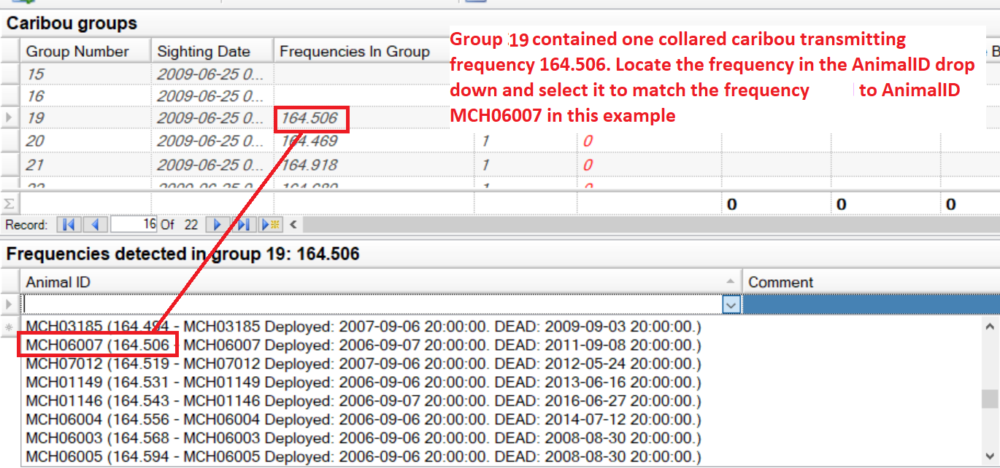 Caribou groups
Group 19 contained one collared caribou transmitting
frequency 164.506. Locate the frequency in the AnimalID drop
down and select it to match the frequency to AnimalID
MCH06007 in this example
Group Number Sighting Date Frequencies In Group B
15 2009-06-25 0...
16 2009-06-25 0...
19 2009-06-25 0... 164.506
20 2009-06-25 0... 164.469 1 0
21 2009-06-25 0... 164.918 1 0
Σ 0 0 0
Record: 16 Of 22
Frequencies detected in group 19: 164.506
Animal ID Comment
MCH03185 (164.494 - MCH03185 Deployed: 2007-09-06 20:00:00. DEAD: 2009-09-03 20:00:00.)
MCH06007 (164.506 - MCH06007 Deployed: 2006-09-07 20:00:00. DEAD: 2011-09-08 20:00:00.)
MCH07012 (164.519 - MCH07012 Deployed: 2007-09-06 20:00:00. DEAD: 2012-05-24 20:00:00.)
MCH01149 (164.531 - MCH01149 Deployed: 2006-09-06 20:00:00. DEAD: 2013-06-16 20:00:00.)
MCH01146 (164.543 - MCH01146 Deployed: 2006-09-07 20:00:00. DEAD: 2016-06-27 20:00:00.)
MCH06004 (164.556 - MCH06004 Deployed: 2006-09-06 20:00:00. DEAD: 2014-07-12 20:00:00.)
MCH06003 (164.568 - MCH06003 Deployed: 2006-09-06 20:00:00. DEAD: 2008-08-30 20:00:00.)
MCH06005 (164.594 - MCH06005 Deployed: 2006-09-06 20:00:00. DEAD: 2008-08-30 20:00:00.)